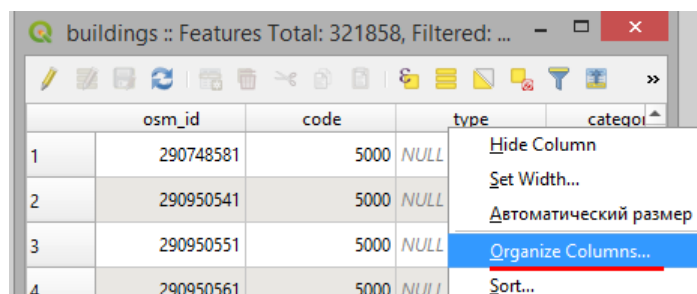 buildings :: Features Total: 321858, Filtered: ...
osm_id code type
1 290748581 5000 NULL
2 290950541 5000 NULL
3 290950551 5000 NULL
4 290950561 5000 NULL
Hide Column
Set Width...
Автоматический размер
Organize Columns...
Sort...